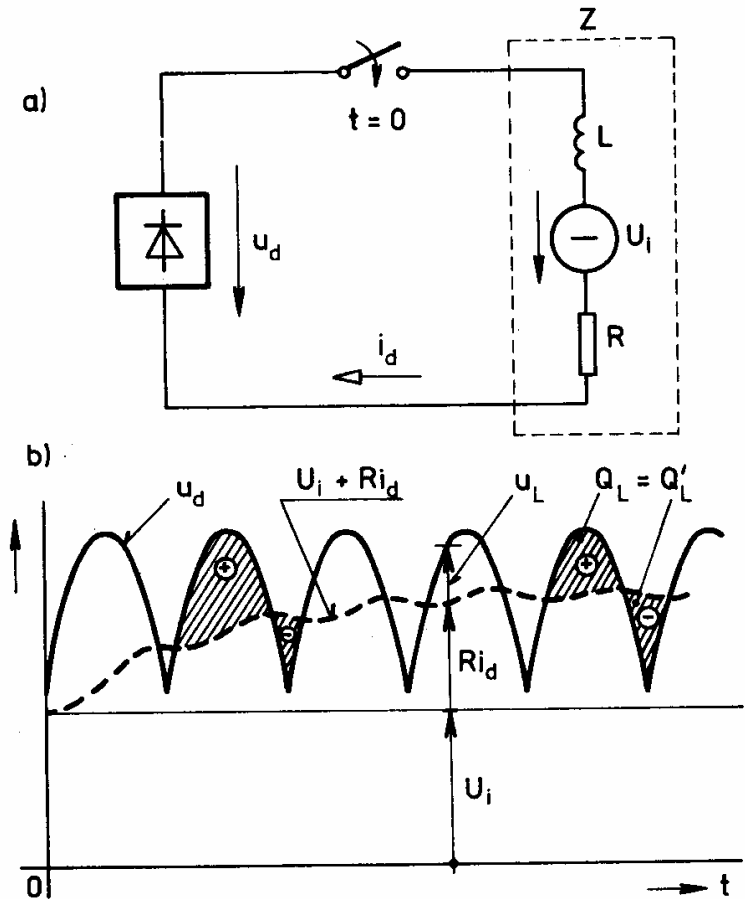 Z
a)
t = 0
L
u_d
U_i
R
i_d
b)
u_d
U_i + Ri_d
u_L
Q_L = Q'_L
+
−
+
−
Ri_d
U_i
0
t